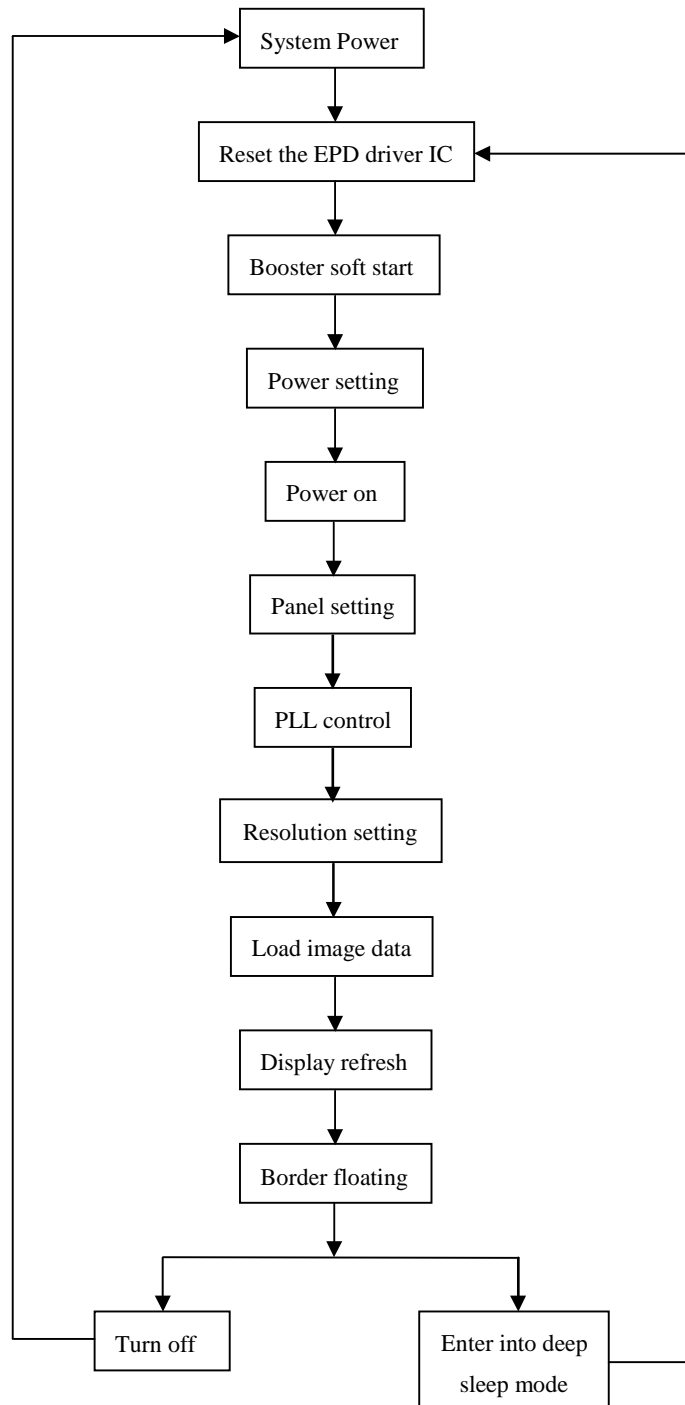 System Power
Reset the EPD driver IC
Booster soft start
Power setting
Power on
Panel setting
PLL control
Resolution setting
Load image data
Display refresh
Border floating
Turn off
Enter into deep
sleep mode